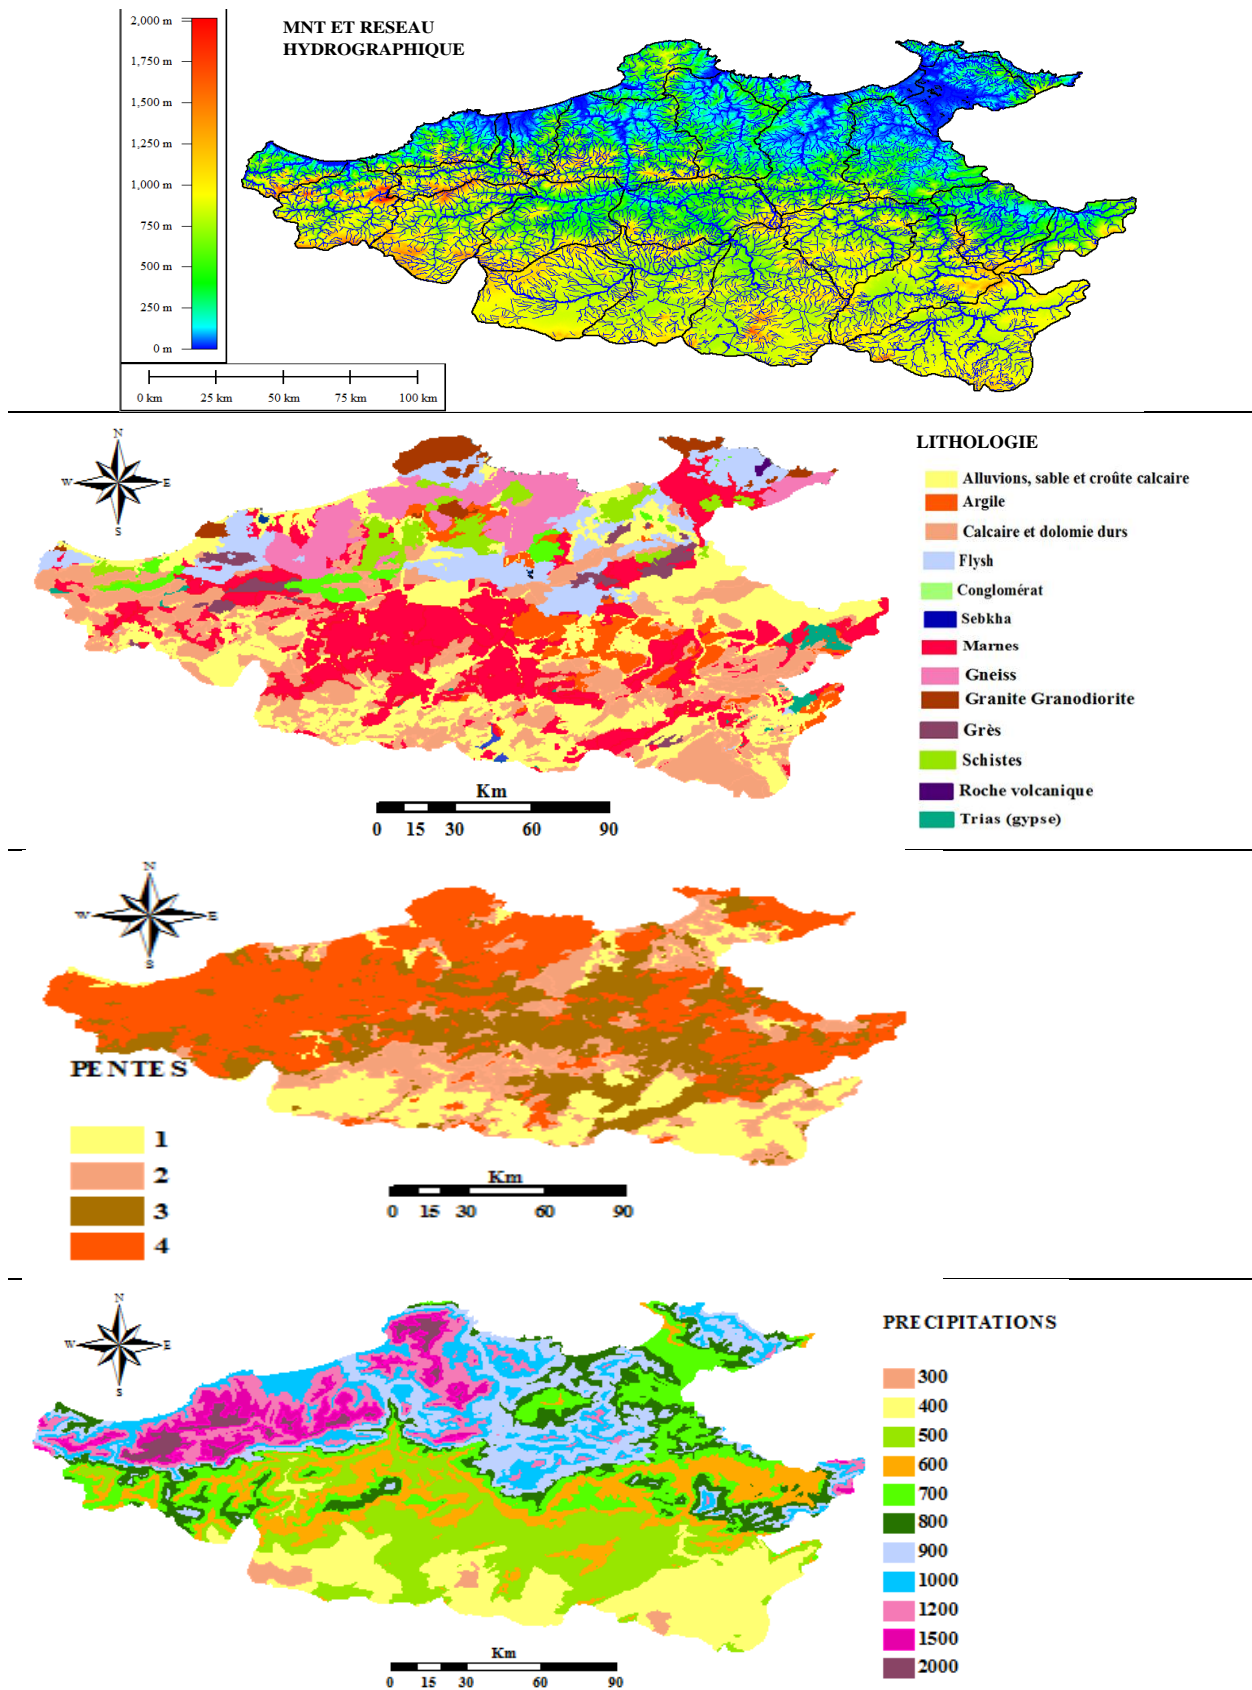 2,000 m
1,750 m
1,500 m
1,250 m
1,000 m
750 m
500 m
250 m
0 m
MNT ET RESEAU
HYDROGRAPHIQUE
0 km 25 km 50 km 75 km 100 km
N
W E
S
LITHOLOGIE
Alluvions, sable et croûte calcaire
Argile
Calcaire et dolomie durs
Flysh
Conglomérat
Sebkha
Marnes
Gneiss
Granite Granodiorite
Grès
Schistes
Roche volcanique
Trias (gypse)
Km
0 15 30 60 90
N
W E
S
PENTES
1
2
3
4
Km
0 15 30 60 90
N
W E
S
PRECIPITATIONS
300
400
500
600
700
800
900
1000
1200
1500
2000
Km
0 15 30 60 90